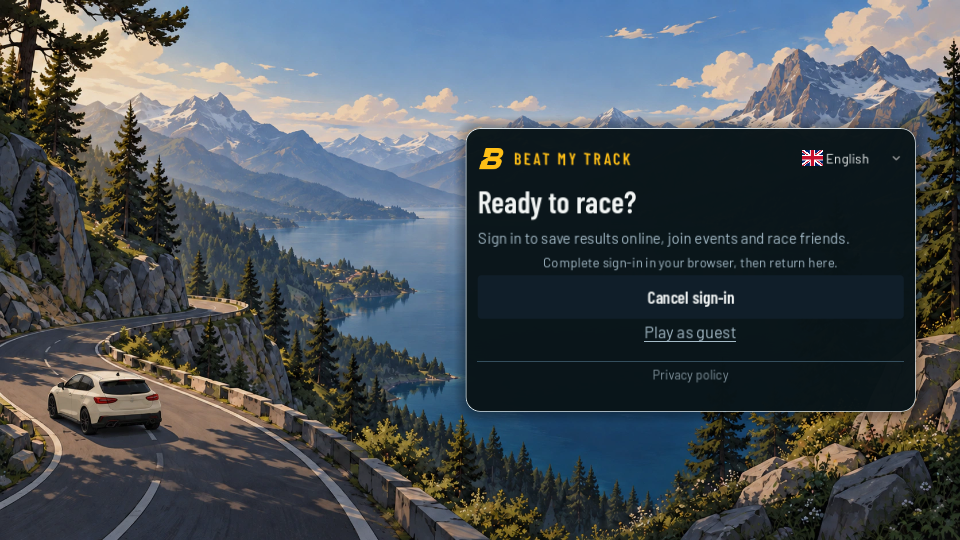 BEAT MY TRACK
English
Ready to race?
Sign in to save results online, join events and race friends.
Complete sign-in in your browser, then return here.
Cancel sign-in
Play as guest
Privacy policy